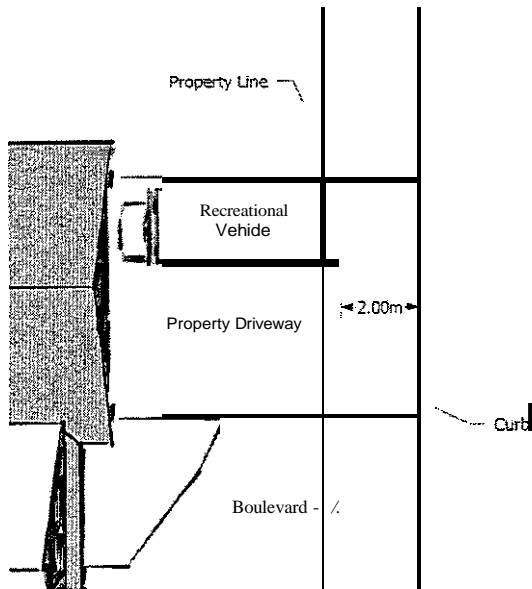 Property Line
Recreational
Vehide
2.00m
Property Driveway
Curb
Boulevard - /.